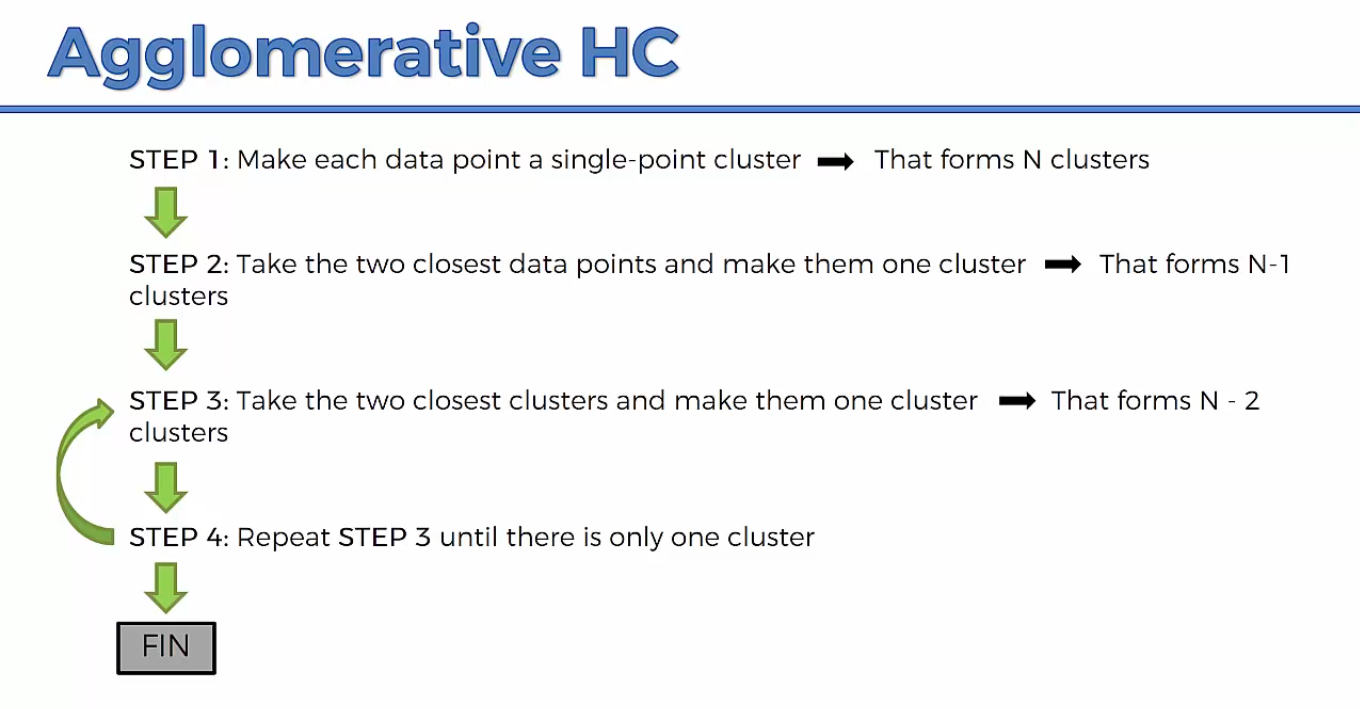 Agglomerative HC
STEP 1: Make each data point a single-point cluster ➡ That forms N clusters
STEP 2: Take the two closest data points and make them one cluster ➡ That forms N-1
clusters
STEP 3: Take the two closest clusters and make them one cluster ➡ That forms N - 2
clusters
STEP 4: Repeat STEP 3 until there is only one cluster
FIN